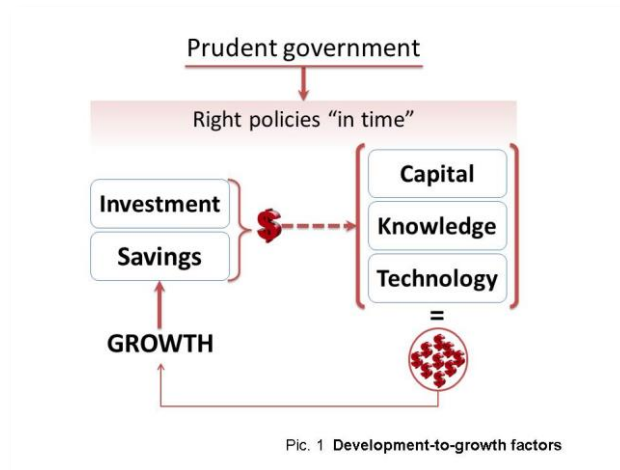 Prudent government
Right policies “in time”
Investment
Savings
$
Capital
Knowledge
Technology
=
$ $ $ $ $ $ $ $ $
GROWTH
Pic. 1 Development-to-growth factors